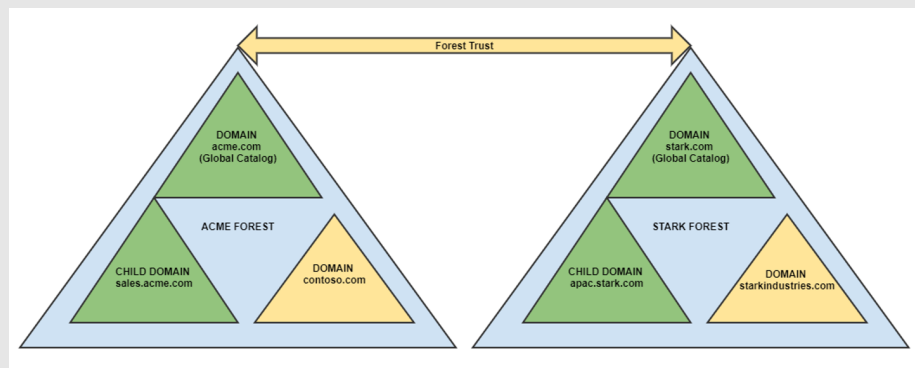 Forest Trust
DOMAIN
acme.com
(Global Catalog)
DOMAIN
stark.com
(Global Catalog)
ACME FOREST
STARK FOREST
CHILD DOMAIN
sales.acme.com
DOMAIN
contoso.com
CHILD DOMAIN
apac.stark.com
DOMAIN
starkindustries.com